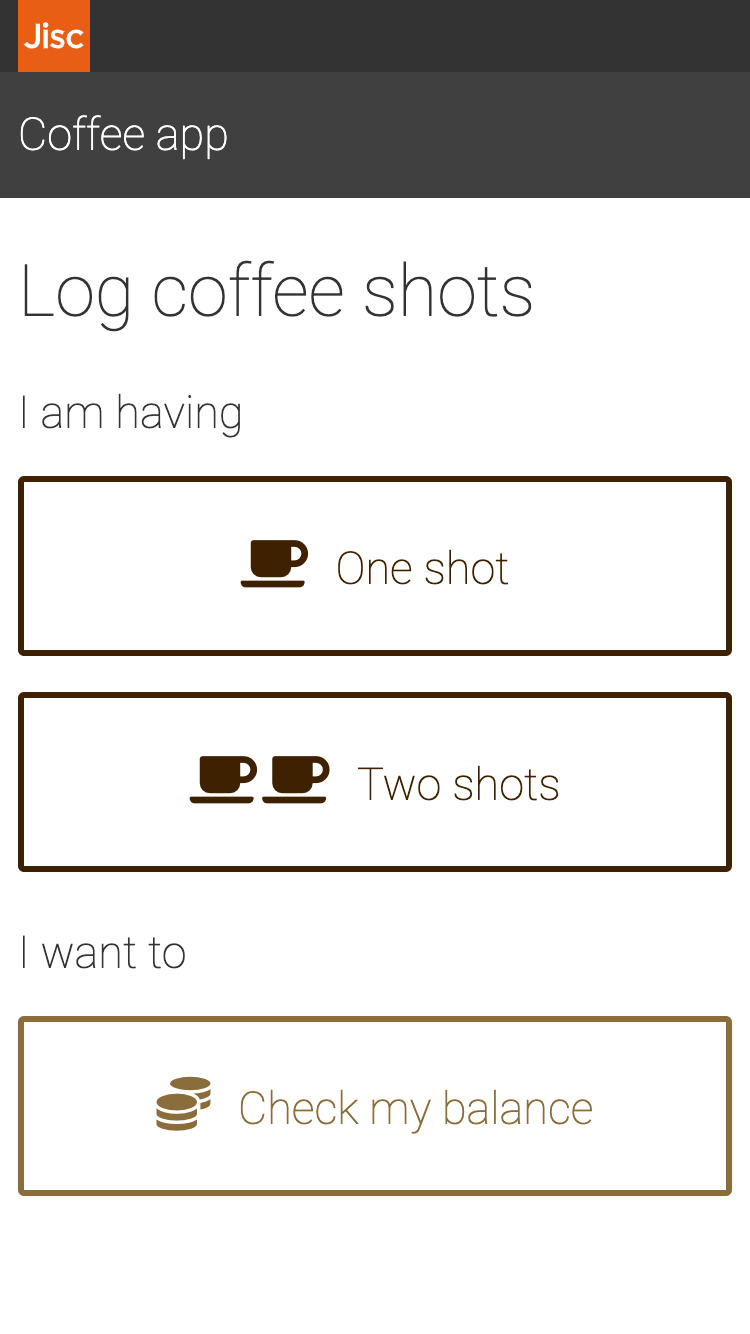 Jisc
Coffee app
Log coffee shots
I am having
One shot
Two shots
I want to
Check my balance